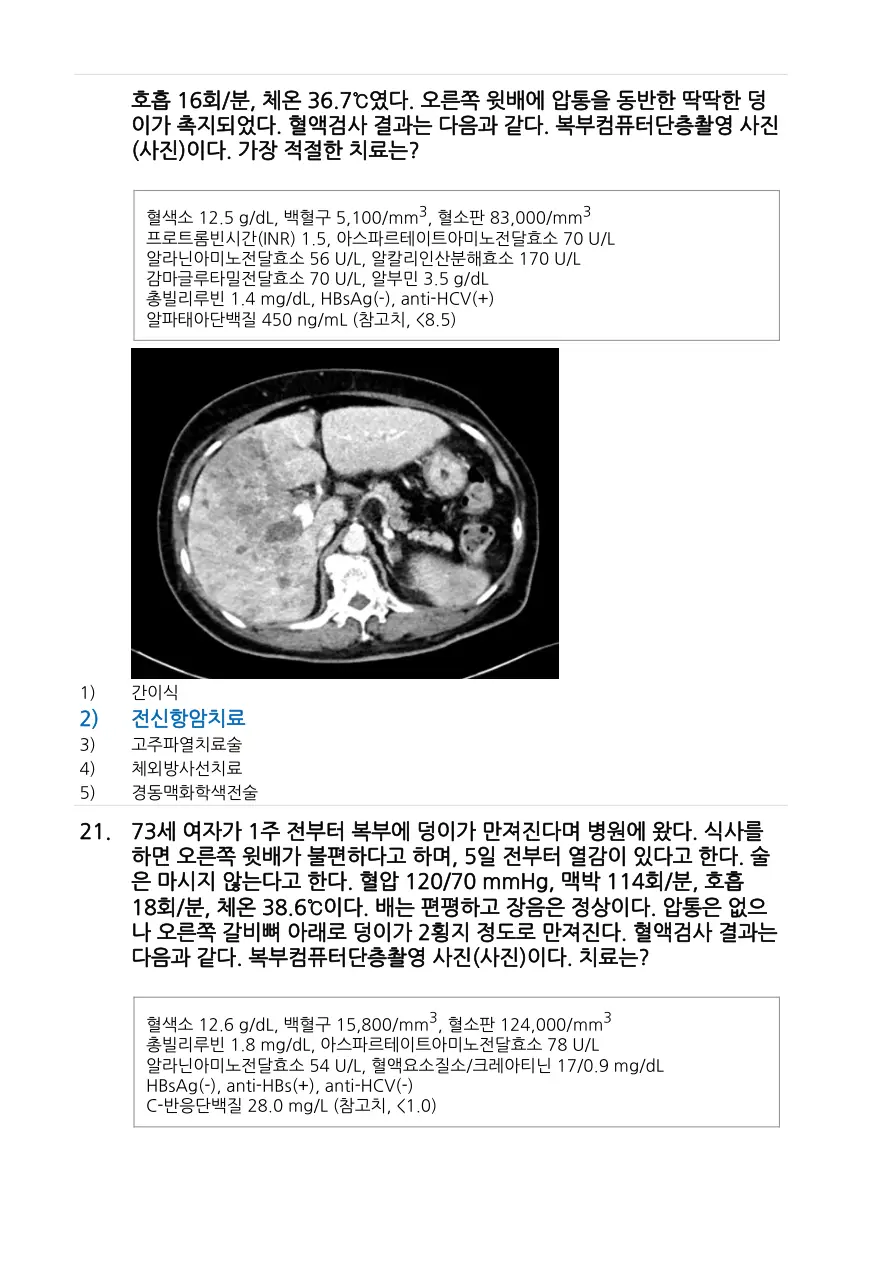 호흡 16회/분, 체온 36.7℃였다. 오른쪽 윗배에 압통을 동반한 딱딱한 덩
이가 촉지되었다. 혈액검사 결과는 다음과 같다. 복부컴퓨터단층촬영 사진
(사진)이다. 가장 적절한 치료는?
혈색소 12.5 g/dL, 백혈구 5,100/mm³, 혈소판 83,000/mm³
프로트롬빈시간(INR) 1.5, 아스파르테이트아미노전달효소 70 U/L
알라닌아미노전달효소 56 U/L, 알칼리인산분해효소 170 U/L
감마글루타밀전달효소 70 U/L, 알부민 3.5 g/dL
총빌리루빈 1.4 mg/dL, HBsAg(-), anti-HCV(+)
알파태아단백질 450 ng/mL (참고치, <8.5)
1) 간이식
2) 전신항암치료
3) 고주파열치료술
4) 체외방사선치료
5) 경동맥화학색전술
21. 73세 여자가 1주 전부터 복부에 덩이가 만져진다며 병원에 왔다. 식사를
하면 오른쪽 윗배가 불편하다고 하며, 5일 전부터 열감이 있다고 한다. 술
은 마시지 않는다고 한다. 혈압 120/70 mmHg, 맥박 114회/분, 호흡
18회/분, 체온 38.6℃이다. 배는 편평하고 장음은 정상이다. 압통은 없으
나 오른쪽 갈비뼈 아래로 덩이가 2횡지 정도로 만져진다. 혈액검사 결과는
다음과 같다. 복부컴퓨터단층촬영 사진(사진)이다. 치료는?
혈색소 12.6 g/dL, 백혈구 15,800/mm³, 혈소판 124,000/mm³
총빌리루빈 1.8 mg/dL, 아스파르테이트아미노전달효소 78 U/L
알라닌아미노전달효소 54 U/L, 혈액요소질소/크레아티닌 17/0.9 mg/dL
HBsAg(-), anti-HBs(+), anti-HCV(-)
C-반응단백질 28.0 mg/L (참고치, <1.0)